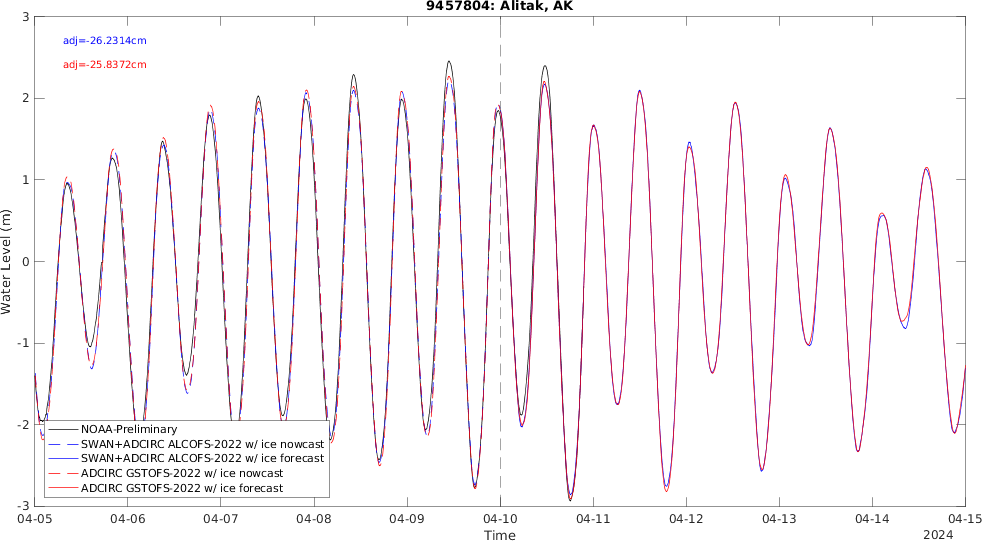 9457804: Alitak, AK
adj=-26.2314cm
adj=-25.8372cm
Water Level (m)
3
2
1
0
-1
-2
-3
NOAA-Preliminary
SWAN+ADCIRC ALCOFS-2022 w/ ice nowcast
SWAN+ADCIRC ALCOFS-2022 w/ ice forecast
ADCIRC GSTOFS-2022 w/ ice nowcast
ADCIRC GSTOFS-2022 w/ ice forecast
04-05 04-06 04-07 04-08 04-09 04-10 04-11 04-12 04-13 04-14 04-15
Time
2024